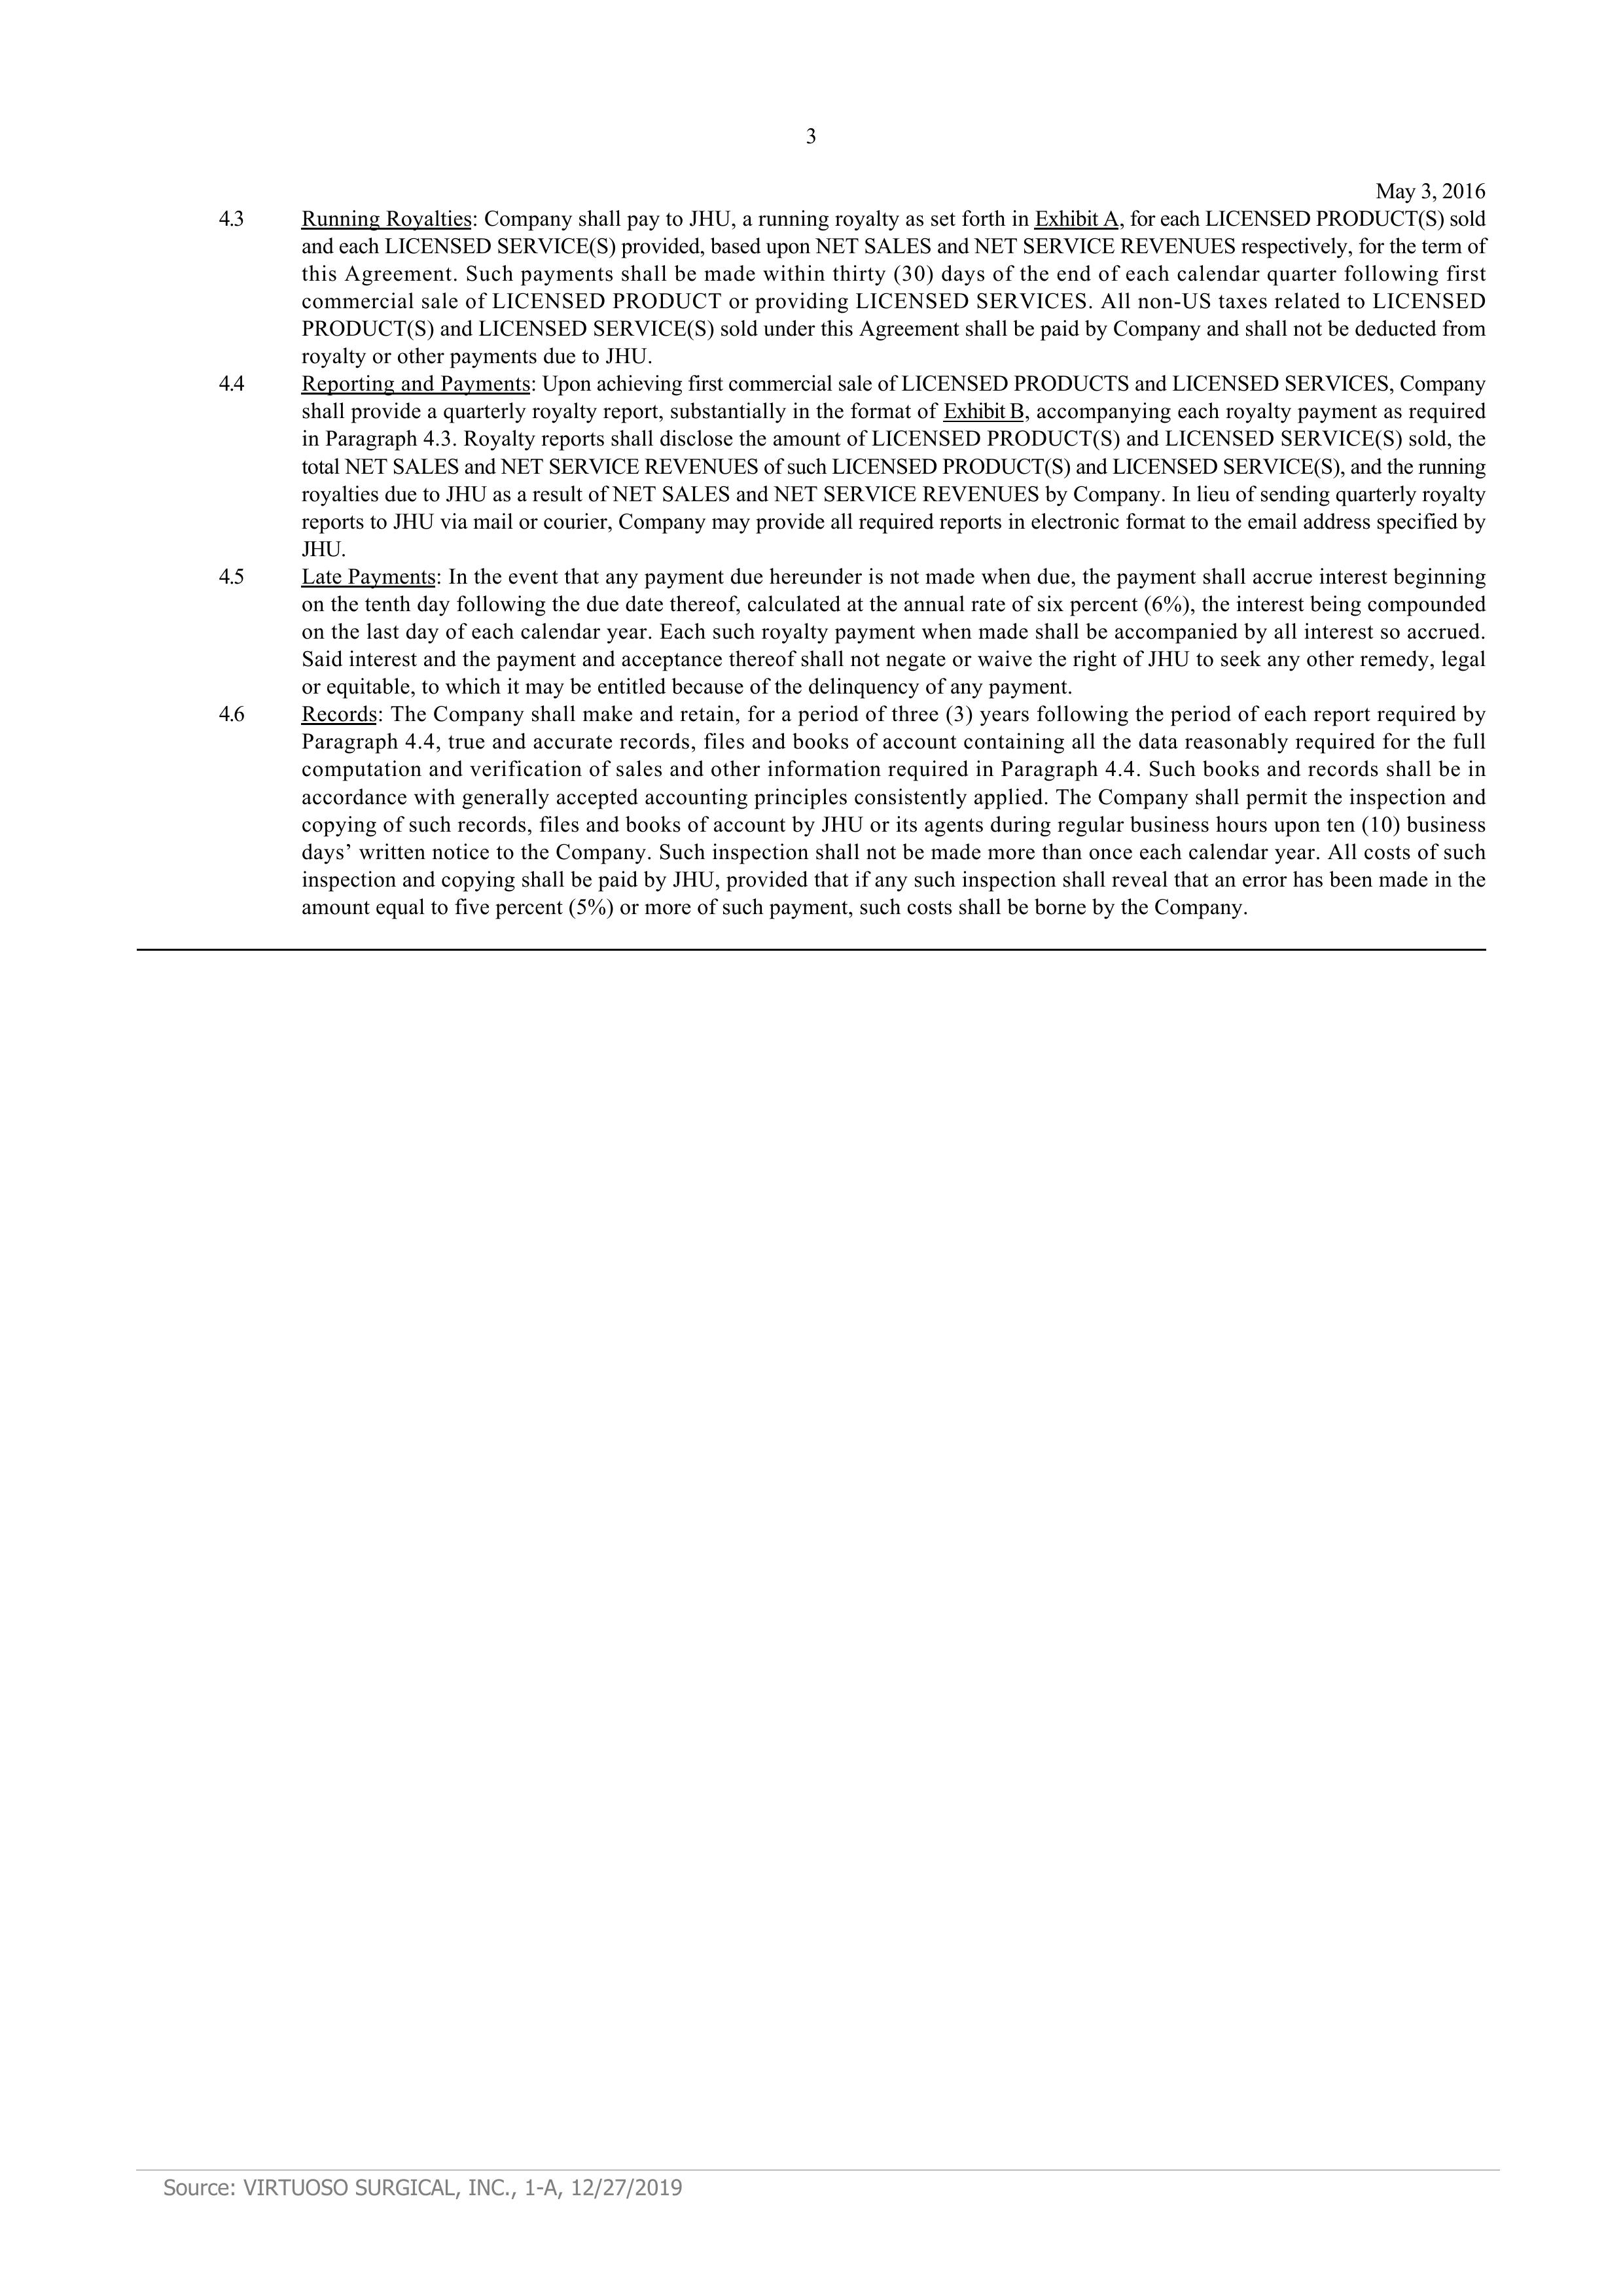 3
May 3, 2016
4.3 Running Royalties: Company shall pay to JHU, a running royalty as set forth in Exhibit A, for each LICENSED PRODUCT(S) sold
and each LICENSED SERVICE(S) provided, based upon NET SALES and NET SERVICE REVENUES respectively, for the term of
this Agreement. Such payments shall be made within thirty (30) days of the end of each calendar quarter following first
commercial sale of LICENSED PRODUCT or providing LICENSED SERVICES. All non-US taxes related to LICENSED
PRODUCT(S) and LICENSED SERVICE(S) sold under this Agreement shall be paid by Company and shall not be deducted from
royalty or other payments due to JHU.
4.4 Reporting and Payments: Upon achieving first commercial sale of LICENSED PRODUCTS and LICENSED SERVICES, Company
shall provide a quarterly royalty report, substantially in the format of Exhibit B, accompanying each royalty payment as required
in Paragraph 4.3. Royalty reports shall disclose the amount of LICENSED PRODUCT(S) and LICENSED SERVICE(S) sold, the
total NET SALES and NET SERVICE REVENUES of such LICENSED PRODUCT(S) and LICENSED SERVICE(S), and the running
royalties due to JHU as a result of NET SALES and NET SERVICE REVENUES by Company. In lieu of sending quarterly royalty
reports to JHU via mail or courier, Company may provide all required reports in electronic format to the email address specified by
JHU.
4.5 Late Payments: In the event that any payment due hereunder is not made when due, the payment shall accrue interest beginning
on the tenth day following the due date thereof, calculated at the annual rate of six percent (6%), the interest being compounded
on the last day of each calendar year. Each such royalty payment when made shall be accompanied by all interest so accrued.
Said interest and the payment and acceptance thereof shall not negate or waive the right of JHU to seek any other remedy, legal
or equitable, to which it may be entitled because of the delinquency of any payment.
4.6 Records: The Company shall make and retain, for a period of three (3) years following the period of each report required by
Paragraph 4.4, true and accurate records, files and books of account containing all the data reasonably required for the full
computation and verification of sales and other information required in Paragraph 4.4. Such books and records shall be in
accordance with generally accepted accounting principles consistently applied. The Company shall permit the inspection and
copying of such records, files and books of account by JHU or its agents during regular business hours upon ten (10) business
days’ written notice to the Company. Such inspection shall not be made more than once each calendar year. All costs of such
inspection and copying shall be paid by JHU, provided that if any such inspection shall reveal that an error has been made in the
amount equal to five percent (5%) or more of such payment, such costs shall be borne by the Company.
Source: VIRTUOSO SURGICAL, INC., 1-A, 12/27/2019